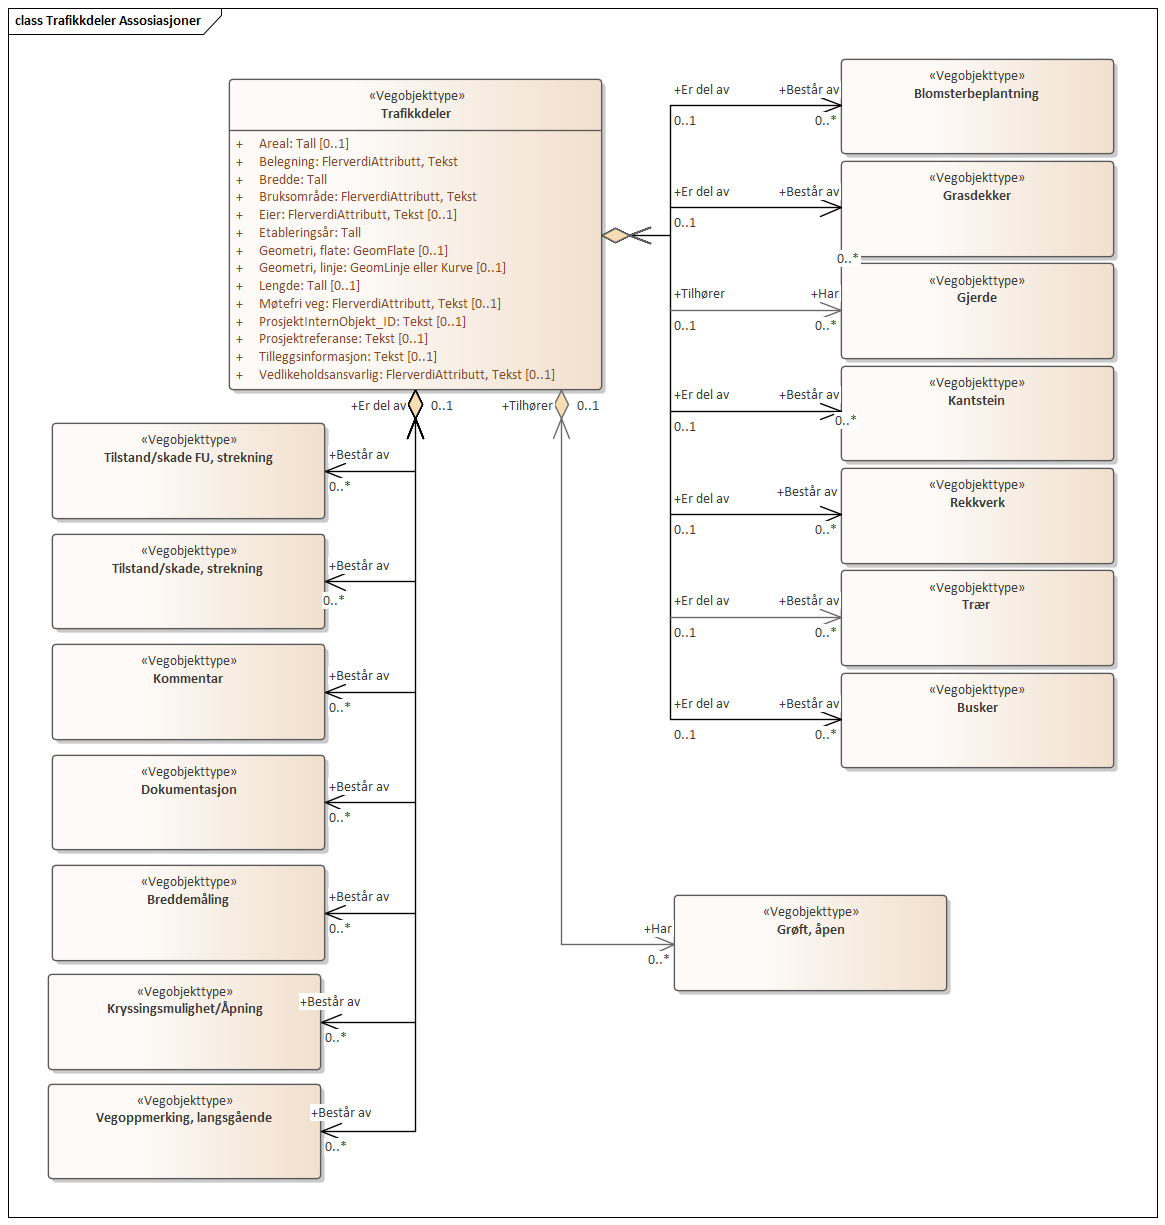 class Trafikkdeler Assosiasjoner
«Vegobjekttype»
Trafikkdeler
+ Areal: Tall [0..1]
+ Belegning: FlerverdiAttributt, Tekst
+ Bredde: Tall
+ Bruksområde: FlerverdiAttributt, Tekst
+ Eier: FlerverdiAttributt, Tekst [0..1]
+ Etableringsår: Tall
+ Geometri, flate: GeomFlate [0..1]
+ Geometri, linje: GeomLinje eller Kurve [0..1]
+ Lengde: Tall [0..1]
+ Møtefri veg: FlerverdiAttributt, Tekst [0..1]
+ ProsjektInternObjekt_ID: Tekst [0..1]
+ Prosjektreferanse: Tekst [0..1]
+ Tilleggsinformasjon: Tekst [0..1]
+ Vedlikeholdsansvarlig: FlerverdiAttributt, Tekst [0..1]
+Er del av 0..1
+Tilhører 0..1
+Er del av +Består av
0..1 0..*
«Vegobjekttype»
Blomsterbeplantning
+Er del av +Består av
0..1
0..*
«Vegobjekttype»
Grasdekker
+Tilhører +Har
0..1 0..*
«Vegobjekttype»
Gjerde
+Er del av +Består av
0..1 0..*
«Vegobjekttype»
Kantstein
+Er del av +Består av
0..1 0..*
«Vegobjekttype»
Rekkverk
+Er del av +Består av
0..1 0..*
«Vegobjekttype»
Trær
+Er del av +Består av
0..1 0..*
«Vegobjekttype»
Busker
«Vegobjekttype»
Tilstand/skade FU, strekning
+Består av
0..*
«Vegobjekttype»
Tilstand/skade, strekning
+Består av
0..*
«Vegobjekttype»
Kommentar
+Består av
0..*
«Vegobjekttype»
Dokumentasjon
+Består av
0..*
«Vegobjekttype»
Breddemåling
+Består av
0..*
«Vegobjekttype»
Kryssingsmulighet/Åpning
+Består av
0..*
«Vegobjekttype»
Vegoppmerking, langsgående
+Består av
0..*
+Har
0..*
«Vegobjekttype»
Grøft, åpen